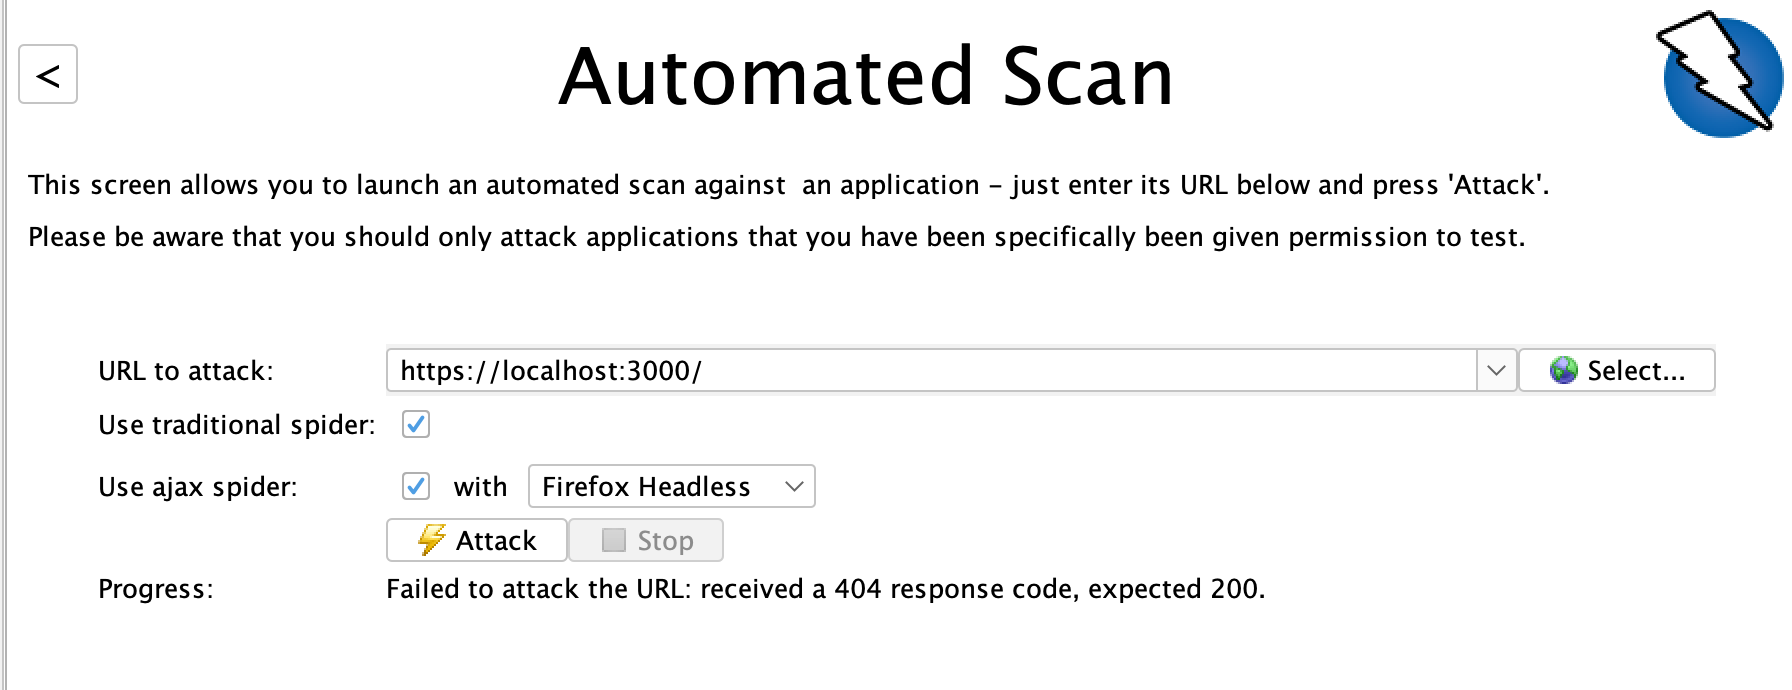 <
Automated Scan
This screen allows you to launch an automated scan against  an application – just enter its URL below and press 'Attack'.
Please be aware that you should only attack applications that you have been specifically been given permission to test.
URL to attack: https://localhost:3000/ Select...
Use traditional spider:
Use ajax spider: with Firefox Headless
Attack Stop
Progress: Failed to attack the URL: received a 404 response code, expected 200.